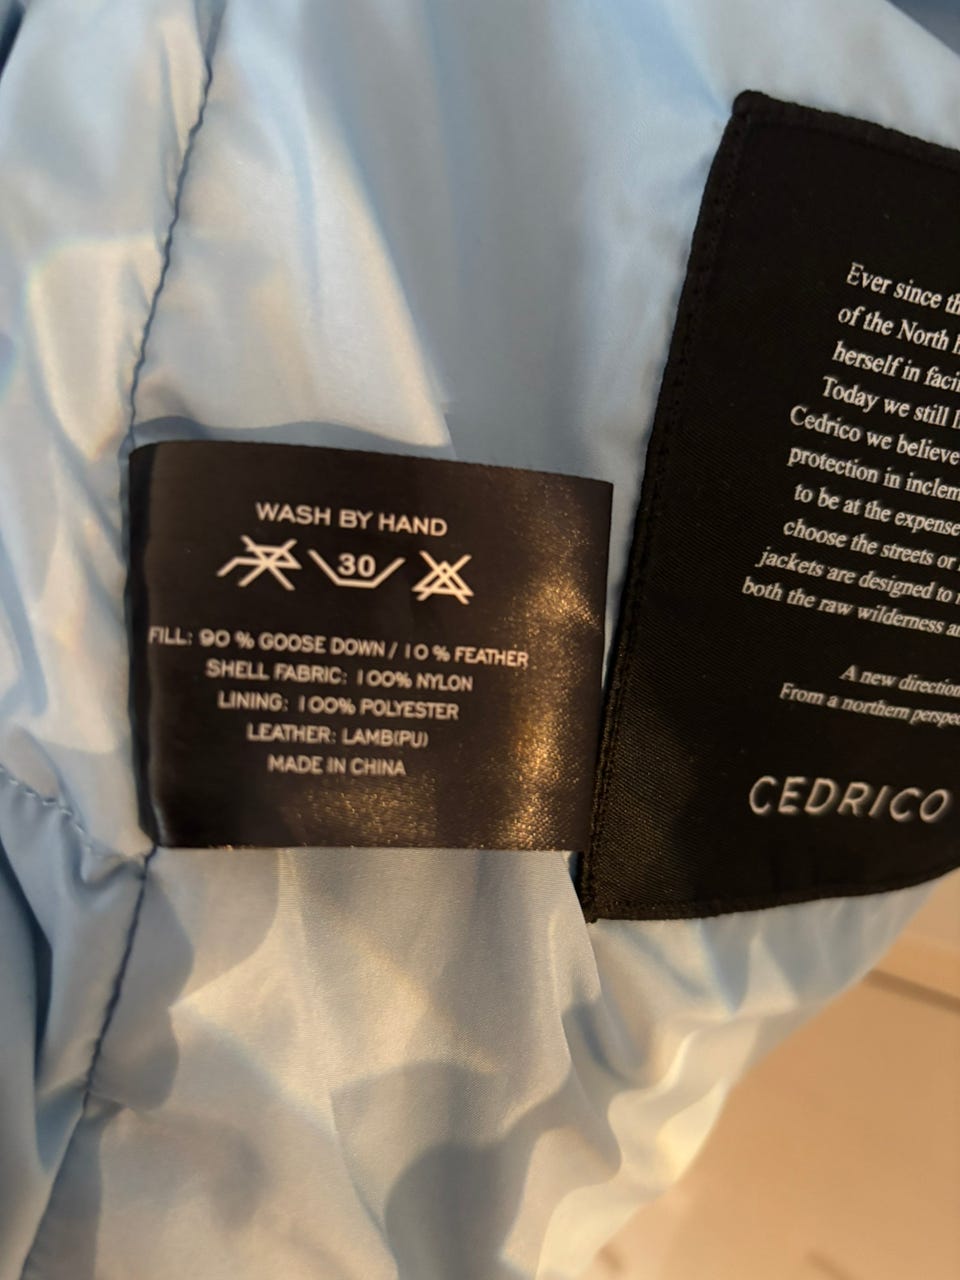 WASH BY HAND
30
FILL: 90 % GOOSE DOWN / 10 % FEATHER
SHELL FABRIC: 100% NYLON
LINING: 100% POLYESTER
LEATHER: LAMB(PU)
MADE IN CHINA
Ever since
of the North
herself in
Today we still
Cedrico we believe
protection in
to be at the expense
choose the streets or
jackets are designed to
both the raw wilderness
A new direction
From a northern
CEDRICO